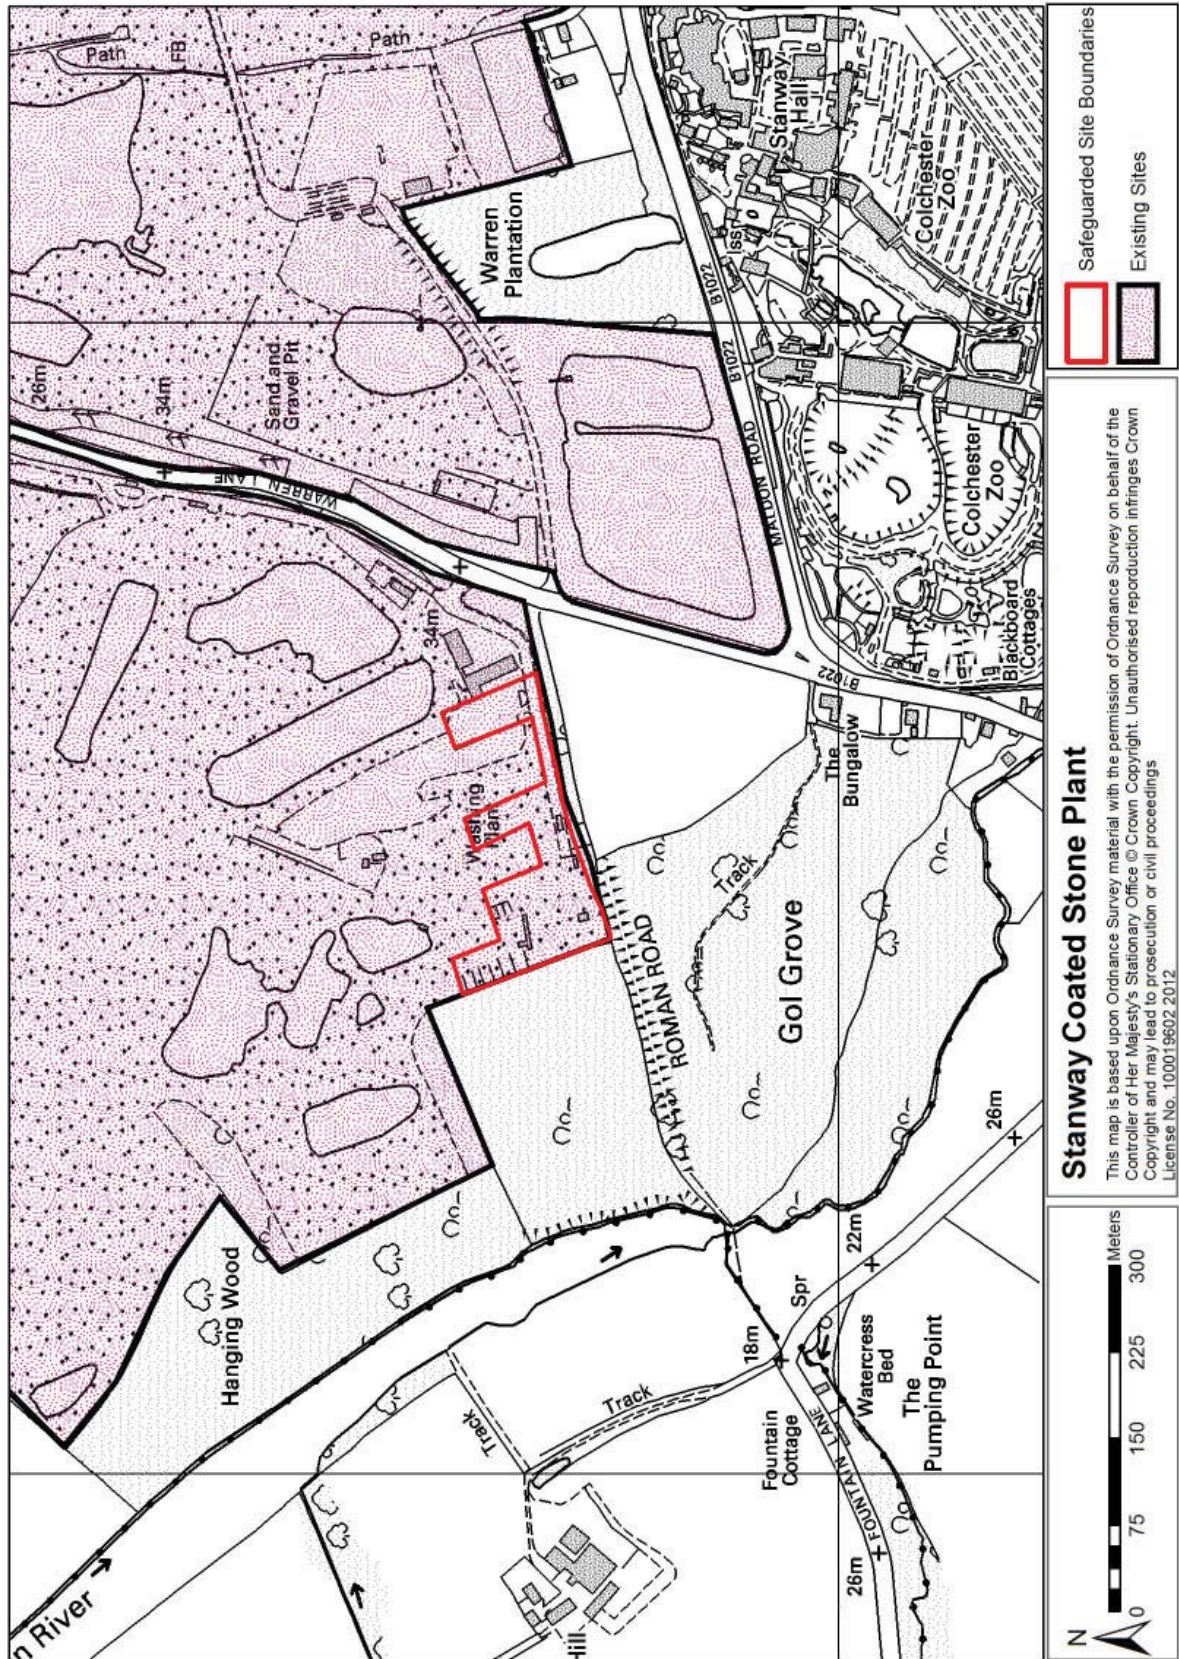 Path
FB
Path
26m
34m
Sand and
Gravel Pit
WARREN LANE
Warren
Plantation
Stanway
Hall
Colchester
Zoo
B1022
B1022
MALDON ROAD
Colchester
Zoo
Blackboard
Cottages
B1022
34m
Washing
Plant
The
Bungalow
Track
ROMAN ROAD
Gol Grove
Hanging Wood
26m
22m
Spr
18m
Watercress
Bed
The
Pumping Point
Track
Track
Fountain
Cottage
FOUNTAIN LANE
26m
n River
Hill
N
0 75 150 225 300
Meters
Stanway Coated Stone Plant
This map is based upon Ordnance Survey material with the permission of Ordnance Survey on behalf of the
Controller of Her Majesty's Stationary Office © Crown Copyright. Unauthorised reporduction infringes Crown
Copyright and may lead to prosecution or civil proceedings
License No. 100019602 2012
Safeguarded Site Boundaries
Existing Sites